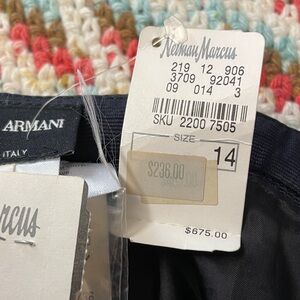 Neiman Marcus
219 12 906
3709 92041
09 014 3
SKU 2200 7505
SIZE
14
$236.00
$675.00
ARMANI
ITALY
rcus